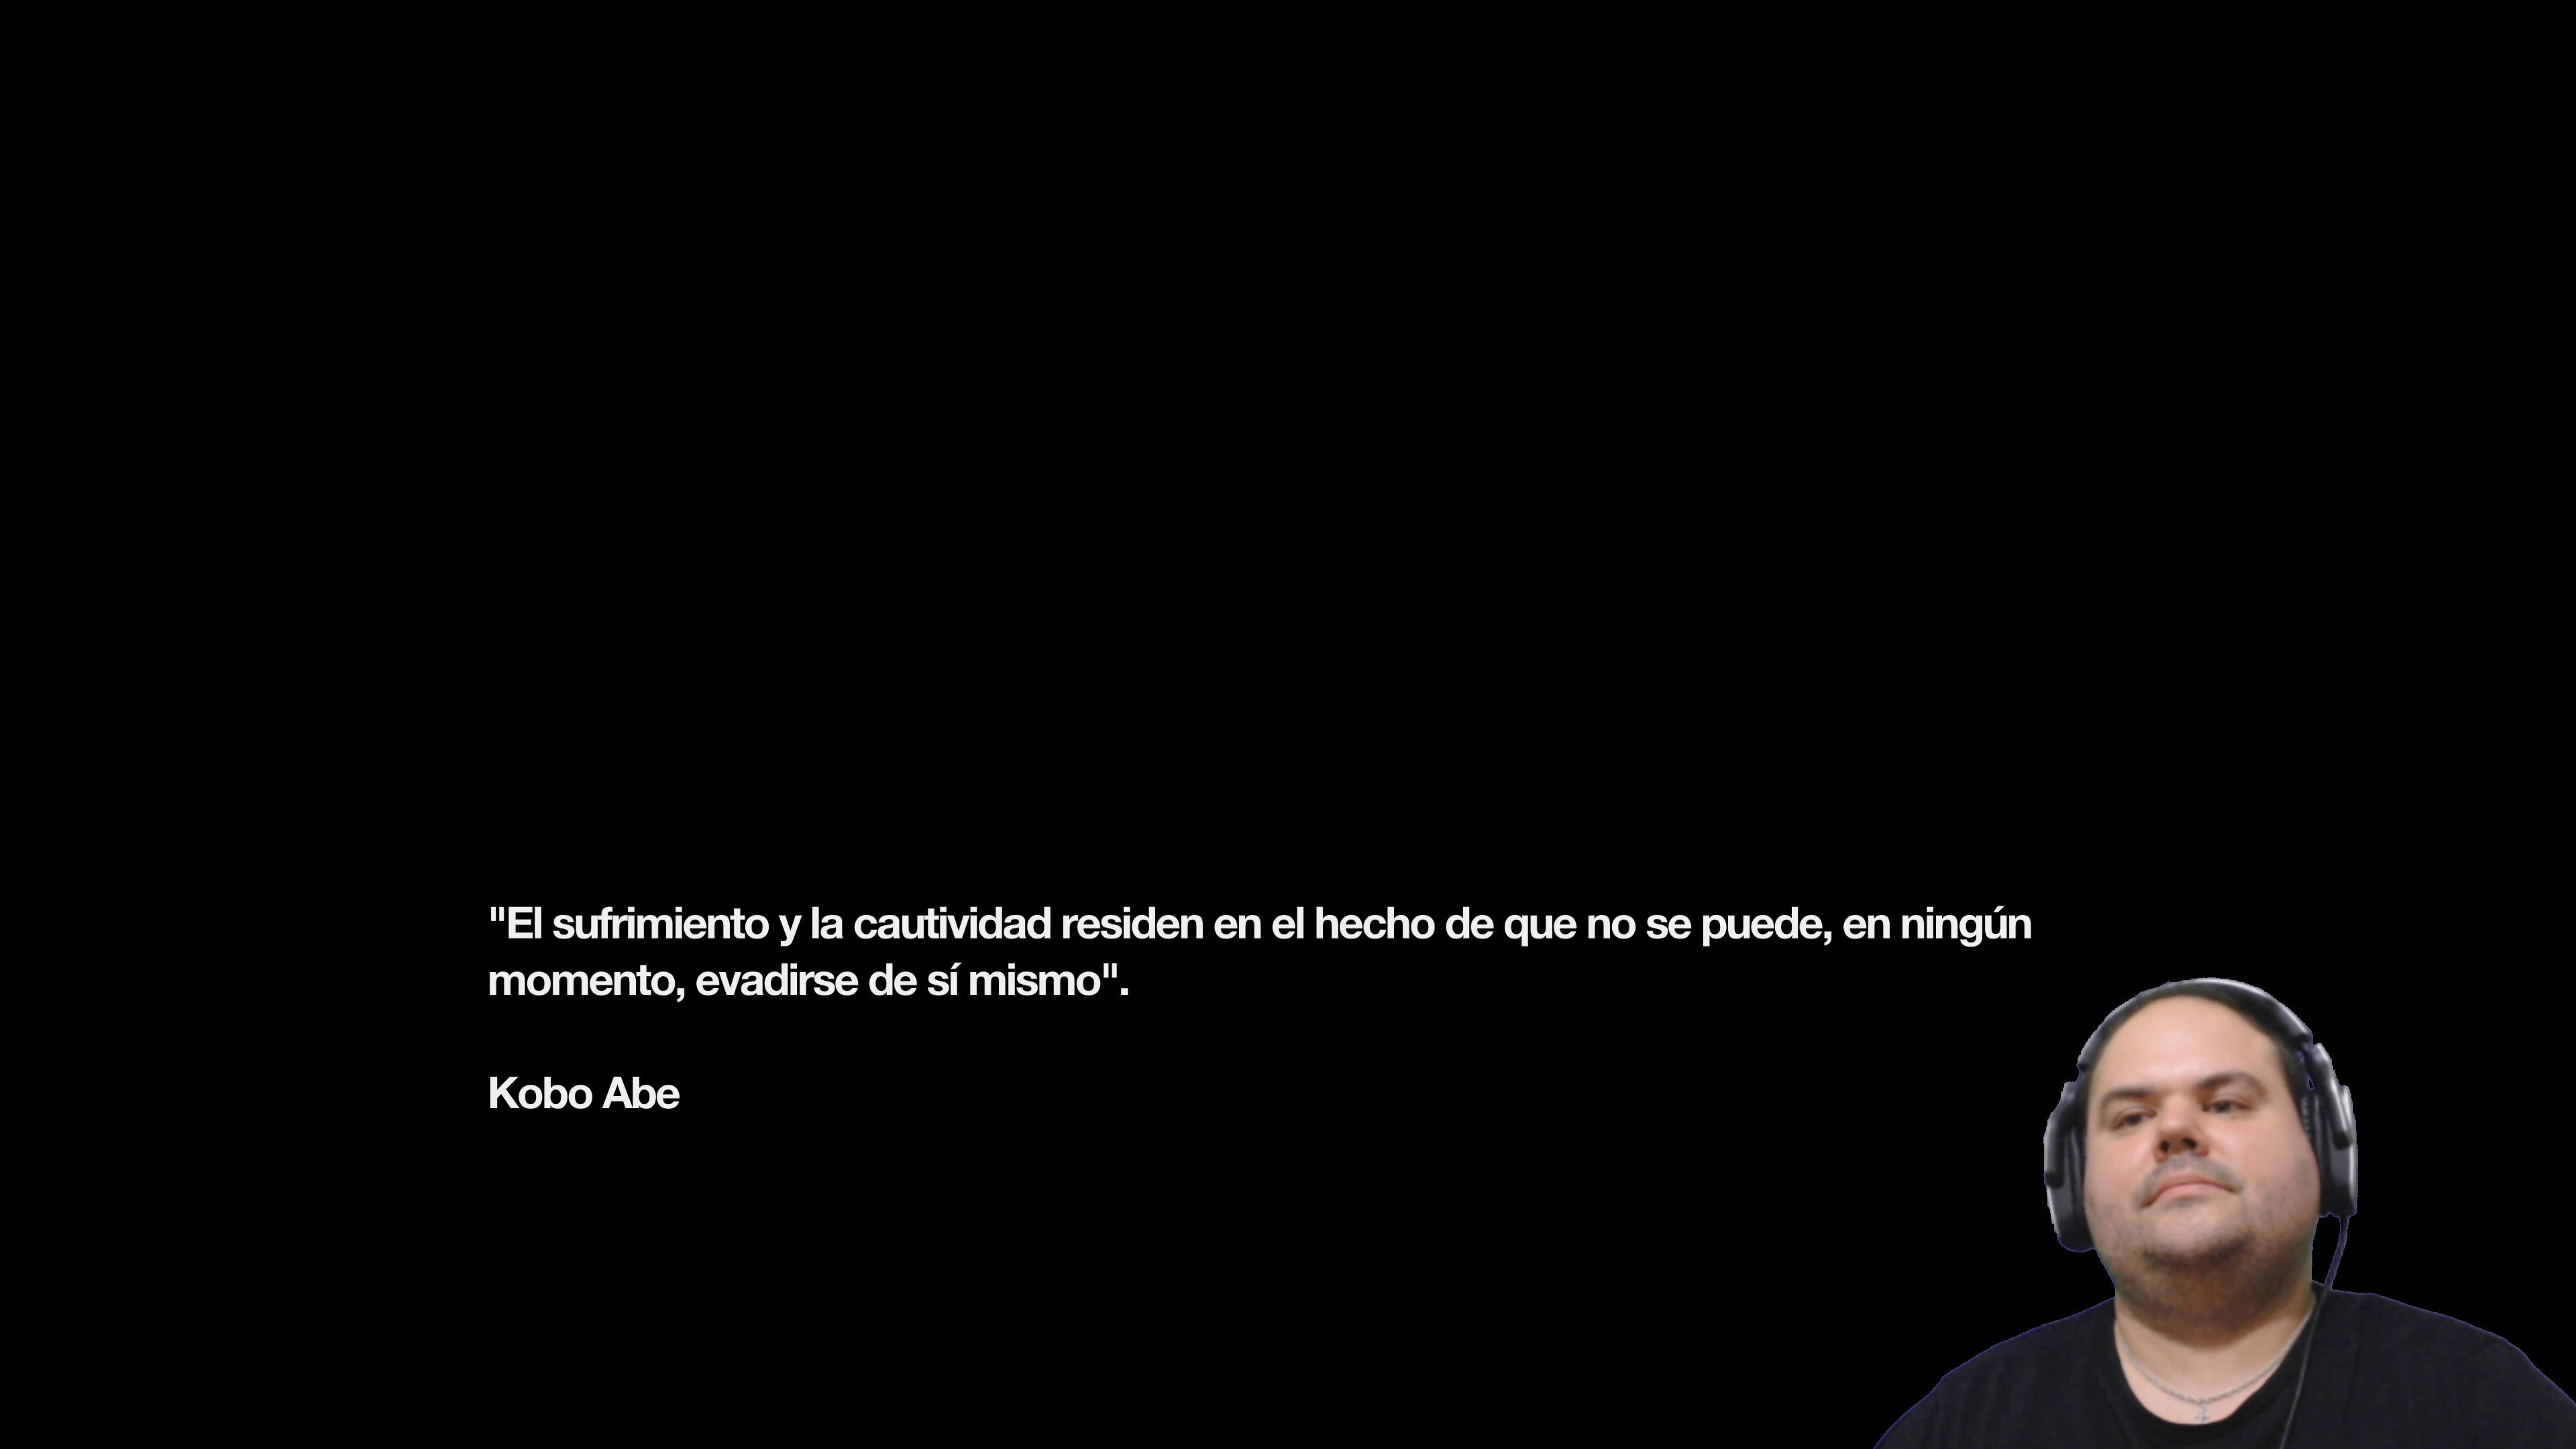 "El sufrimiento y la cautividad residen en el hecho de que no se puede, en ningún
momento, evadirse de sí mismo".
Kobo Abe